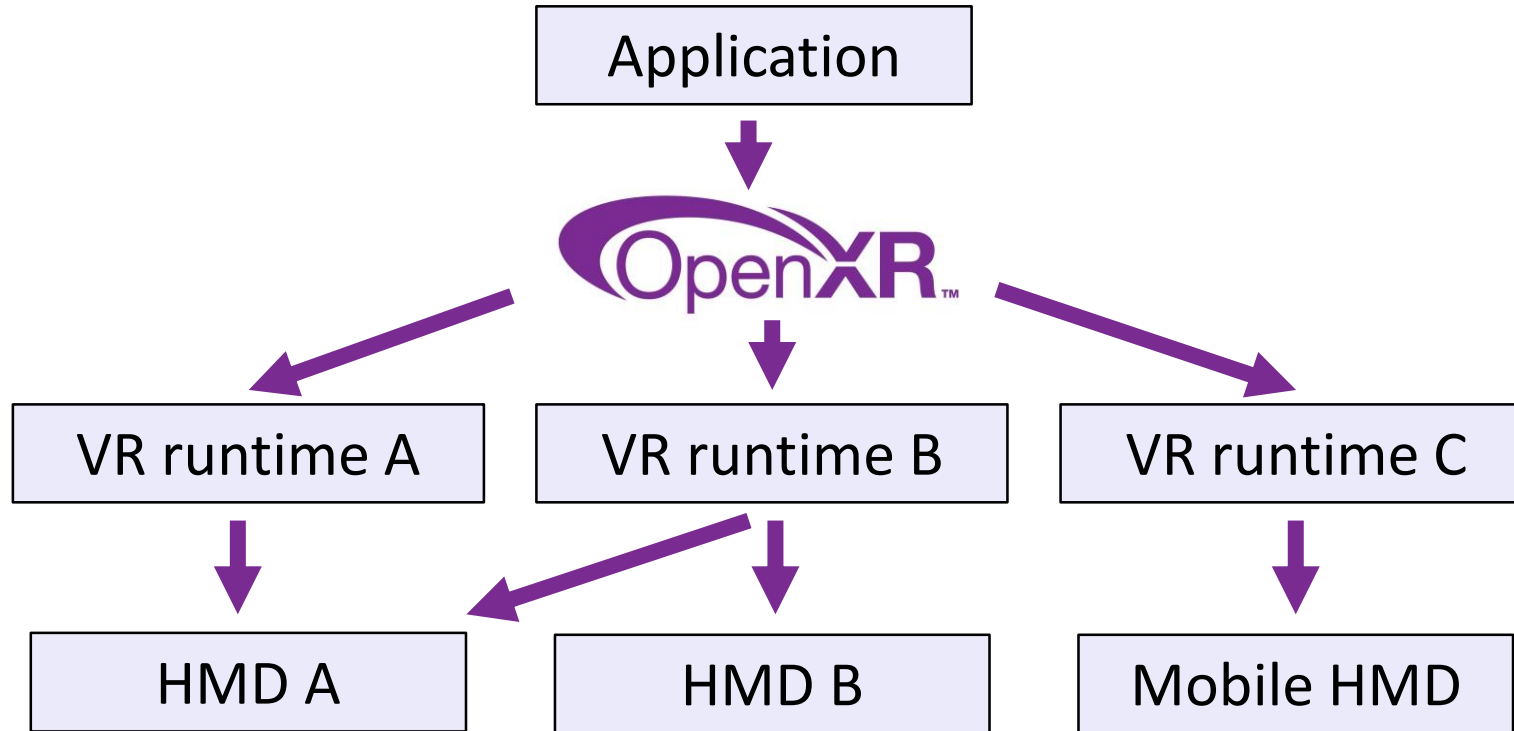 Application
OpenXR™
VR runtime A
VR runtime B
VR runtime C
HMD A
HMD B
Mobile HMD